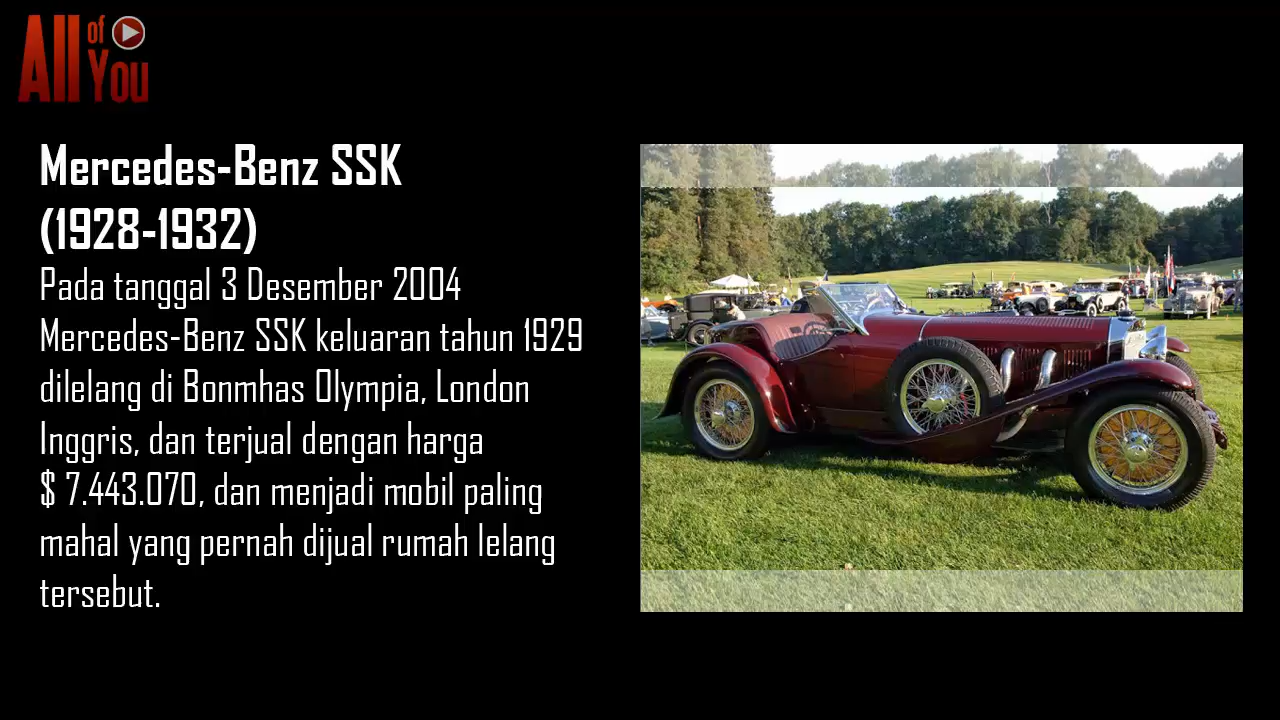 All of You
Mercedes-Benz SSK
(1928-1932)
Pada tanggal 3 Desember 2004
Mercedes-Benz SSK keluaran tahun 1929
dilelang di Bonmhas Olympia, London
Inggris, dan terjual dengan harga
$ 7.443.070, dan menjadi mobil paling
mahal yang pernah dijual rumah lelang
tersebut.